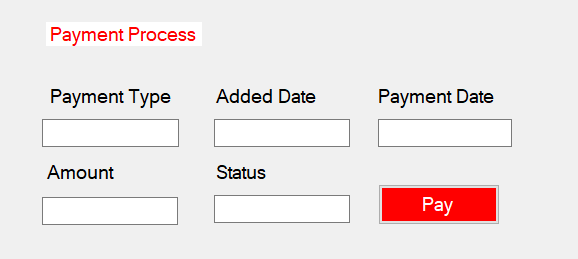 Payment Process
Payment Type Added Date Payment Date
Amount Status
Pay